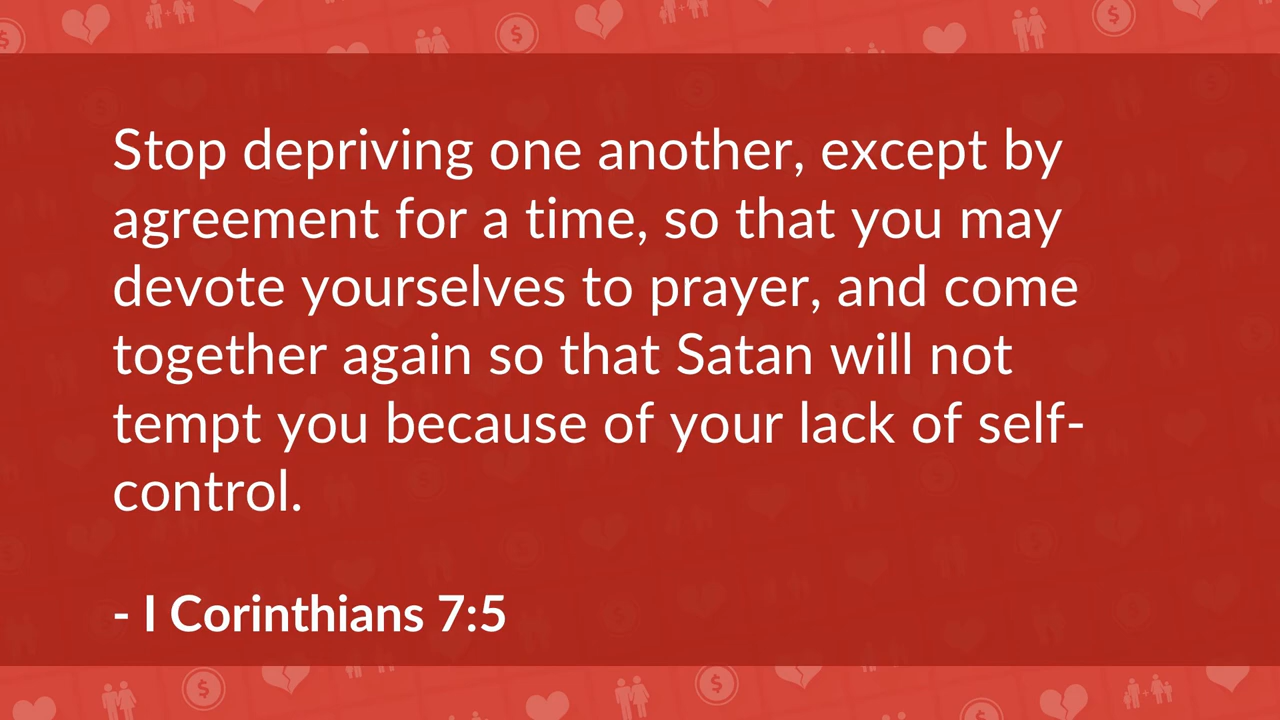 Stop depriving one another, except by
agreement for a time, so that you may
devote yourselves to prayer, and come
together again so that Satan will not
tempt you because of your lack of self-
control.
- I Corinthians 7:5